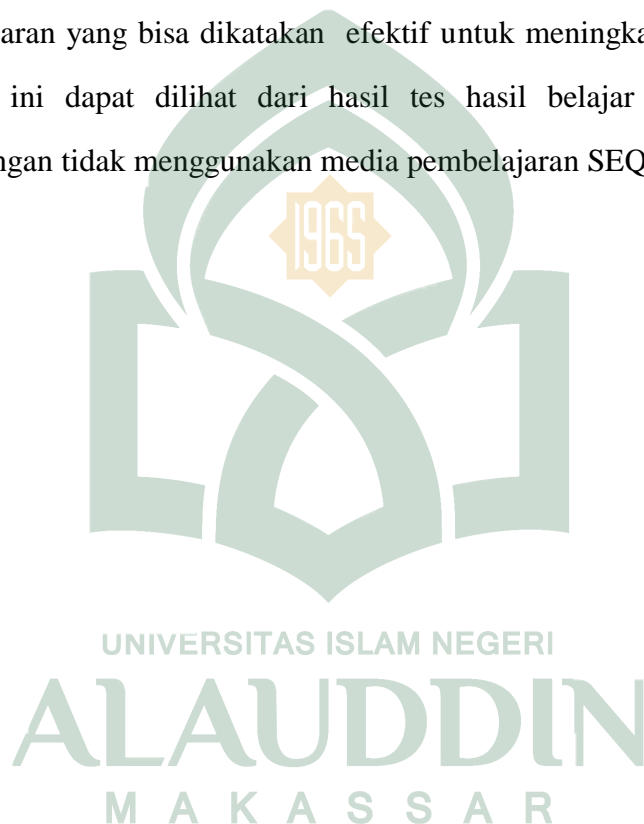 aran yang bisa dikatakan efektif untuk meningka
ini dapat dilihat dari hasil tes hasil belajar
ngan tidak menggunakan media pembelajaran SEQ
1965
UNIVERSITAS ISLAM NEGERI
ALAUDDIN
MAKASSAR